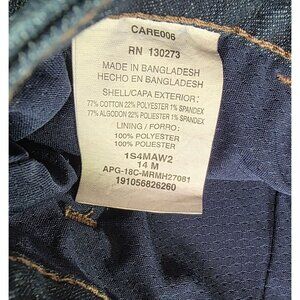 CARE006
RN 130273
MADE IN BANGLADESH
HECHO EN BANGLADESH
SHELL/CAPA EXTERIOR:
77% COTTON 22% POLYESTER 1% SPANDEX
77% ALGODON 22% POLYESTER 1% SPANDEX
LINING / FORRO:
100% POLYESTER
100% POLIESTER
1S4MAW2
14 M
APG-18C-MRMH27081
191056826260